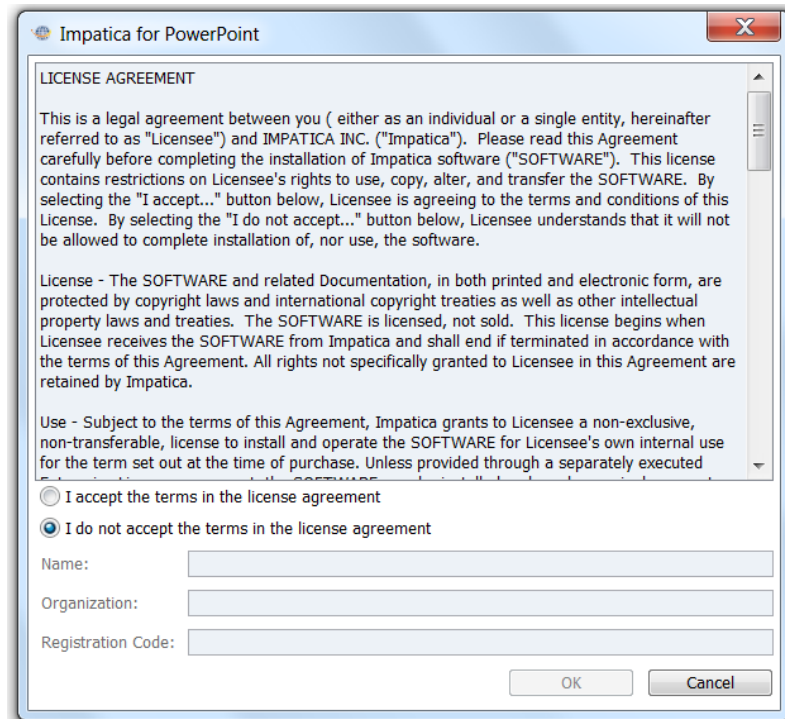 Impatica for PowerPoint
LICENSE AGREEMENT
This is a legal agreement between you ( either as an individual or a single entity, hereinafter
referred to as "Licensee") and IMPATICA INC. ("Impatica").  Please read this Agreement
carefully before completing the installation of Impatica software ("SOFTWARE").  This license
contains restrictions on Licensee's rights to use, copy, alter, and transfer the SOFTWARE.  By
selecting the "I accept..." button below, Licensee is agreeing to the terms and conditions of this
License.  By selecting the "I do not accept..." button below, Licensee understands that it will not
be allowed to complete installation of, nor use, the software.
License - The SOFTWARE and related Documentation, in both printed and electronic form, are
protected by copyright laws and international copyright treaties as well as other intellectual
property laws and treaties.  The SOFTWARE is licensed, not sold.  This license begins when
Licensee receives the SOFTWARE from Impatica and shall end if terminated in accordance with
the terms of this Agreement. All rights not specifically granted to Licensee in this Agreement are
retained by Impatica.
Use - Subject to the terms of this Agreement, Impatica grants to Licensee a non-exclusive,
non-transferable, license to install and operate the SOFTWARE for Licensee's own internal use
for the term set out at the time of purchase. Unless provided through a separately executed
I accept the terms in the license agreement
I do not accept the terms in the license agreement
Name:
Organization:
Registration Code:
OK
Cancel